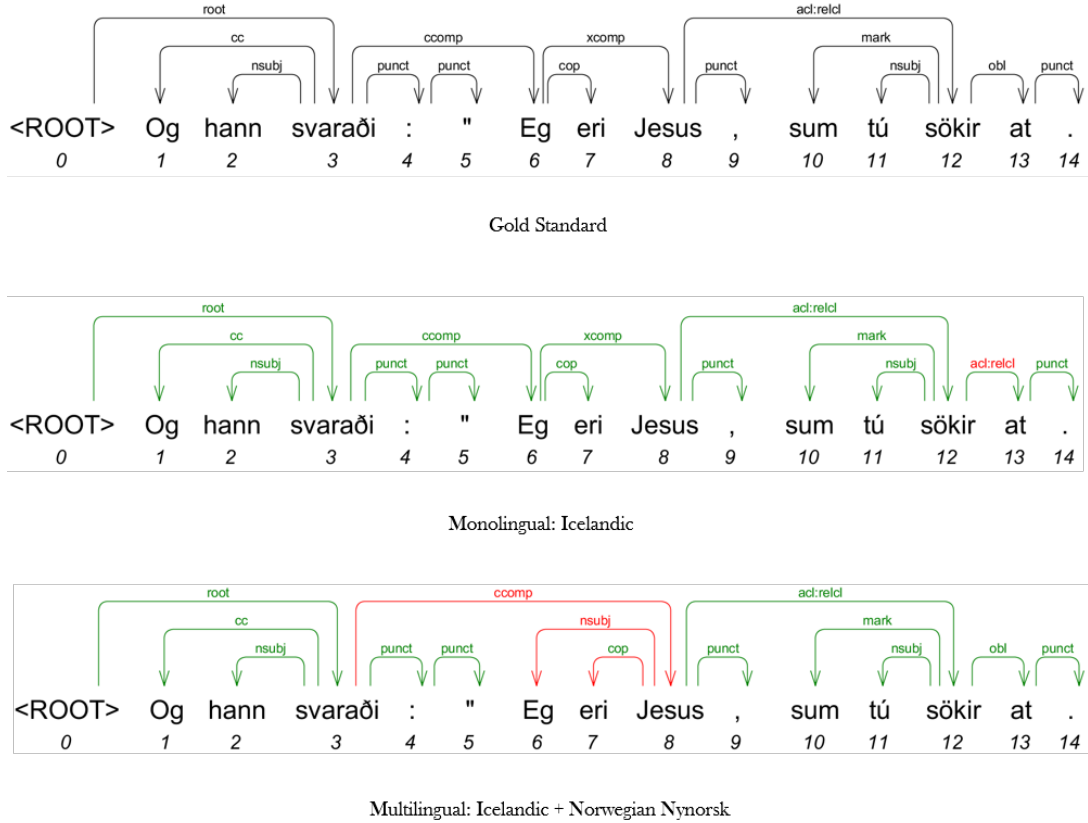 root acl:relcl
cc ccomp xcomp mark
nsubj punct punct cop punct nsubj obl punct
<ROOT> Og hann svaraði : " Eg eri Jesus , sum tú sökir at .
0 1 2 3 4 5 6 7 8 9 10 11 12 13 14
Gold Standard
root acl:relcl
cc ccomp xcomp mark
nsubj punct punct cop punct nsubj acl:relcl punct
<ROOT> Og hann svaraði : " Eg eri Jesus , sum tú sökir at .
0 1 2 3 4 5 6 7 8 9 10 11 12 13 14
Monolingual: Icelandic
root ccomp acl:relcl
cc nsubj mark
nsubj punct punct cop punct nsubj obl punct
<ROOT> Og hann svaraði : " Eg eri Jesus , sum tú sökir at .
0 1 2 3 4 5 6 7 8 9 10 11 12 13 14
Multilingual: Icelandic + Norwegian Nynorsk